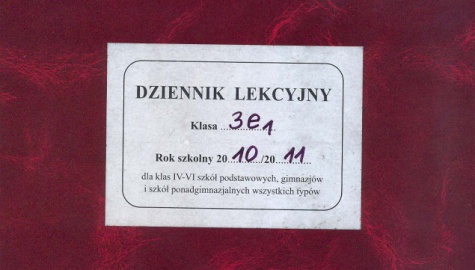 DZIENNIK LEKCYJNY
Klasa 3e1
Rok szkolny 2010/2011
dla klas IV-VI szkół podstawowych, gimnazjów
i szkół ponadgimnazjalnych wszystkich typów